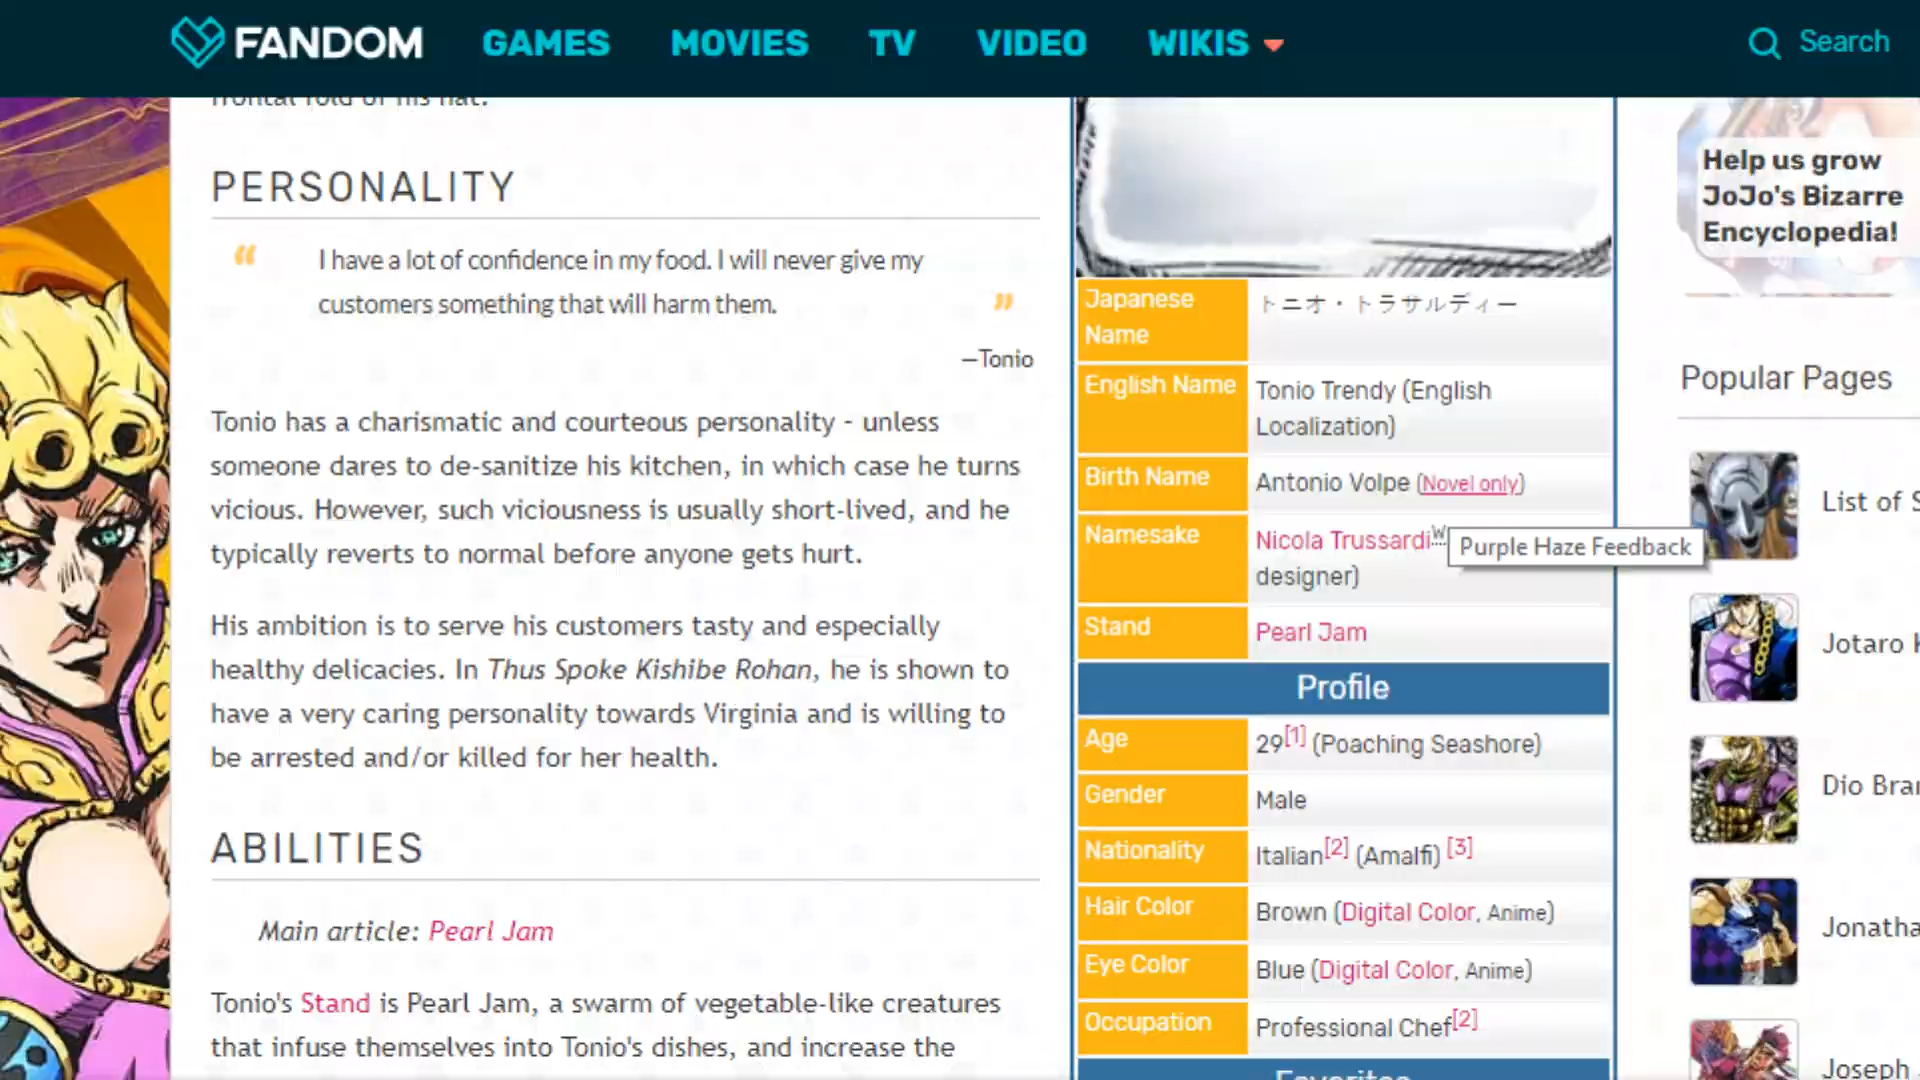 FANDOM GAMES MOVIES TV VIDEO WIKIS Search
frontal fold of his hat.
PERSONALITY
“ I have a lot of confidence in my food. I will never give my
customers something that will harm them. ”
—Tonio
Tonio has a charismatic and courteous personality - unless
someone dares to de-sanitize his kitchen, in which case he turns
vicious. However, such viciousness is usually short-lived, and he
typically reverts to normal before anyone gets hurt.
His ambition is to serve his customers tasty and especially
healthy delicacies. In Thus Spoke Kishibe Rohan, he is shown to
have a very caring personality towards Virginia and is willing to
be arrested and/or killed for her health.
ABILITIES
Main article: Pearl Jam
Tonio's Stand is Pearl Jam, a swarm of vegetable-like creatures
that infuse themselves into Tonio's dishes, and increase the
Japanese
Name
トニオ・トラサルディー
English Name
Tonio Trendy (English
Localization)
Birth Name
Antonio Volpe (Novel only)
Namesake
Nicola Trussardi W
designer)
Purple Haze Feedback
Stand
Pearl Jam
Profile
Age
29[1] (Poaching Seashore)
Gender
Male
Nationality
Italian[2] (Amalfi) [3]
Hair Color
Brown (Digital Color, Anime)
Eye Color
Blue (Digital Color, Anime)
Occupation
Professional Chef[2]
Favorites
Help us grow
JoJo's Bizarre
Encyclopedia!
Popular Pages
List of S
Jotaro K
Dio Bra
Jonatha
Joseph